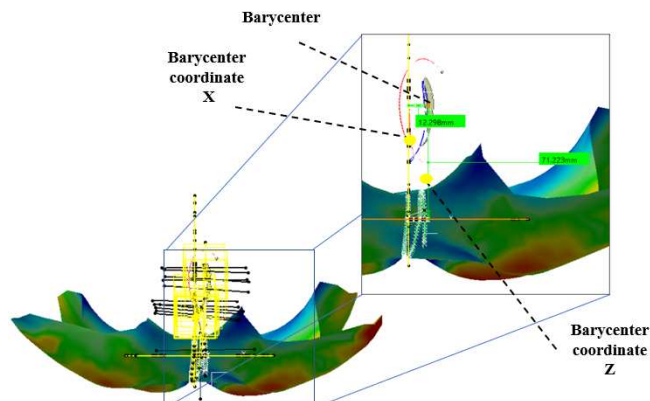 Barycenter
Barycenter
coordinate
X
12.298mm
71.223mm
Barycenter
coordinate
Z